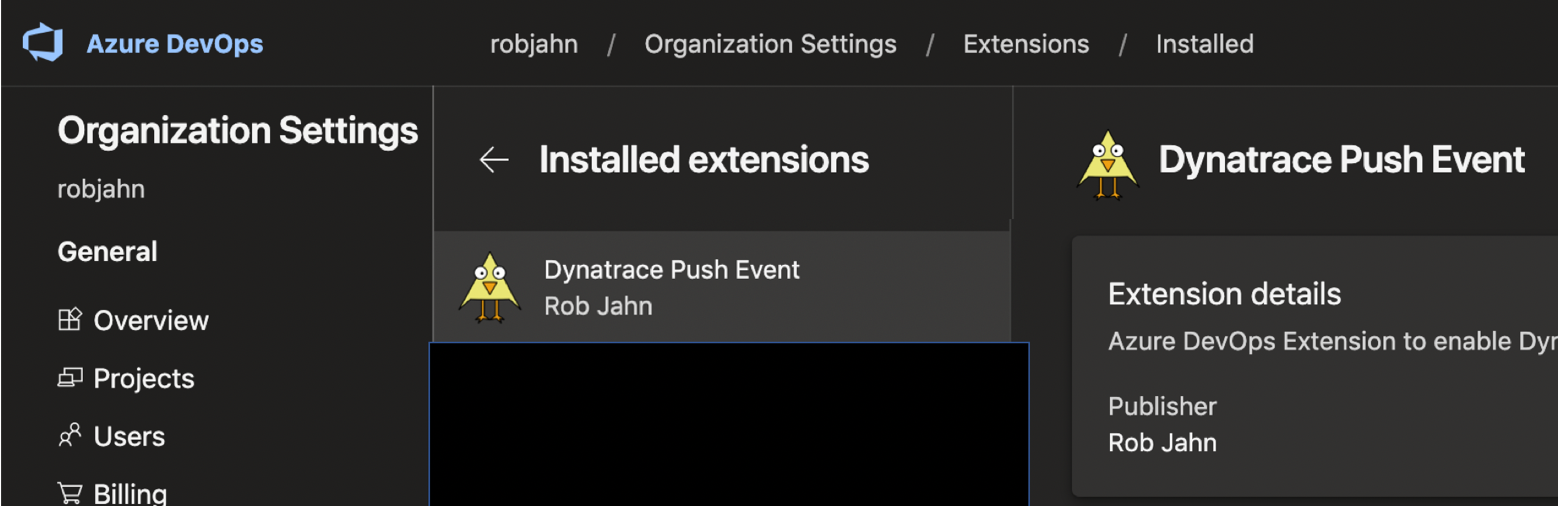 Azure DevOps
robjahn / Organization Settings / Extensions / Installed
Organization Settings
robjahn
General
Overview
Projects
Users
Billing
Installed extensions
Dynatrace Push Event
Rob Jahn
Dynatrace Push Event
Extension details
Azure DevOps Extension to enable Dyn
Publisher
Rob Jahn